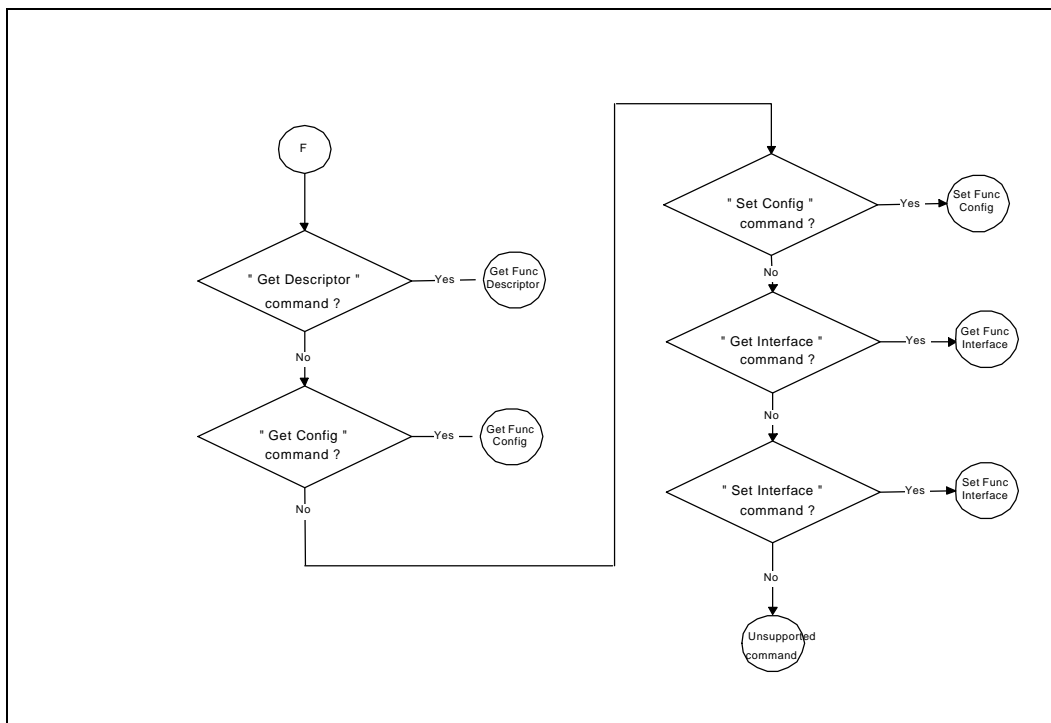 F
" Get Descriptor "
command ?
Yes
Get Func
Descriptor
No
" Get Config "
command ?
Yes
Get Func
Config
No
" Set Config "
command ?
Yes
Set Func
Config
No
" Get Interface "
command ?
Yes
Get Func
Interface
No
" Set Interface "
command ?
Yes
Set Func
Interface
No
Unsupported
command